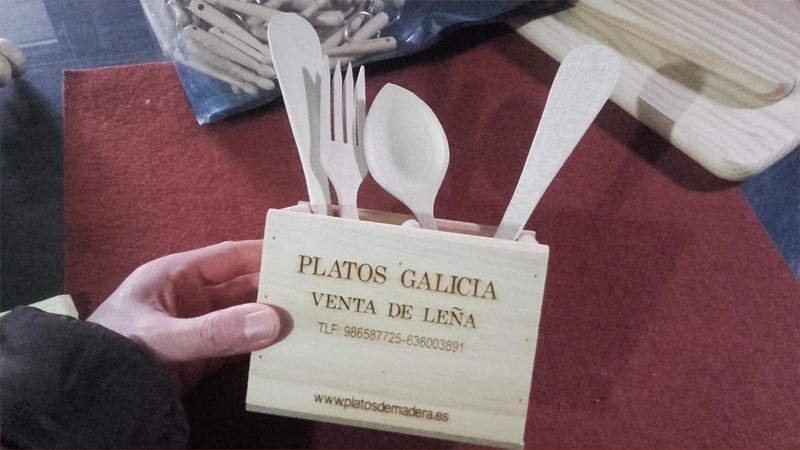 PLATOS GALICIA
VENTA DE LEÑA
TLF: 986587725-636003891
www.platosdemadera.es